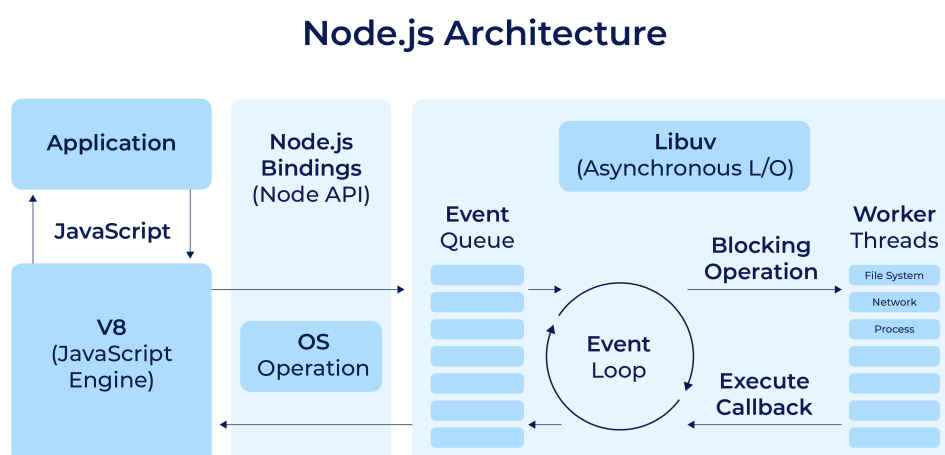 Node.js Architecture
Application
JavaScript
V8
(JavaScript
Engine)
Node.js
Bindings
(Node API)
OS
Operation
Libuv
(Asynchronous L/O)
Event
Queue
Event
Loop
Blocking
Operation
Execute
Callback
Worker
Threads
File System
Network
Process